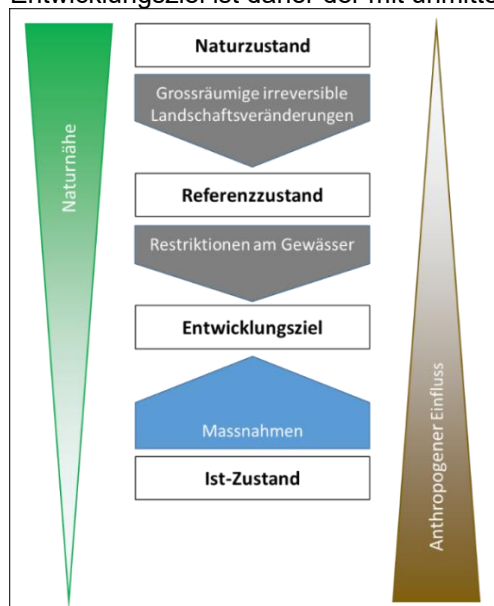 Entwicklungsziel ist daher der mit unmitte
Naturzustand
Grossräumige irreversible
Landschaftsveränderungen
Naturnähe
Referenzzustand
Restriktionen am Gewässer
Entwicklungsziel
Massnahmen
Anthropogener Einfluss
Ist-Zustand